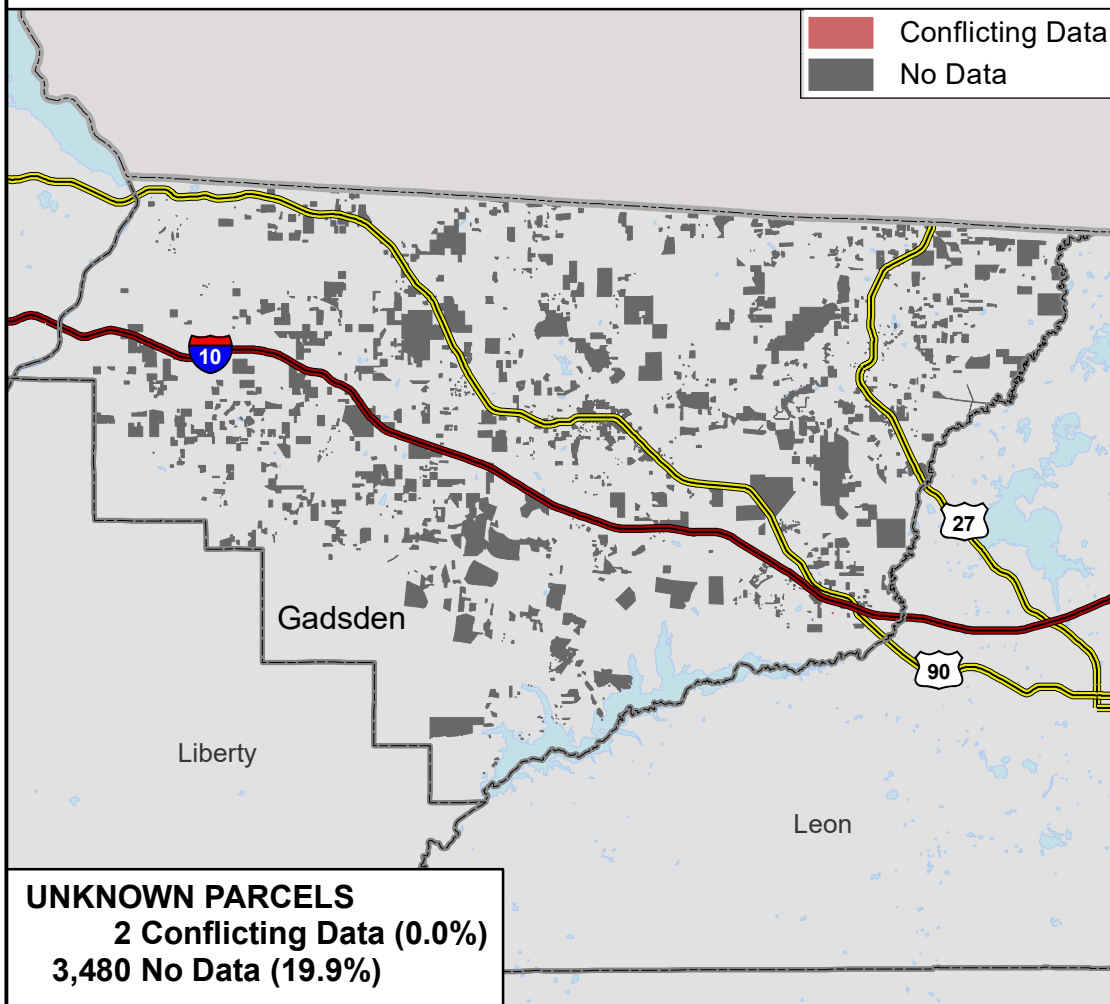 Conflicting Data
No Data
10
27
Gadsden
90
Liberty
Leon
UNKNOWN PARCELS
2 Conflicting Data (0.0%)
3,480 No Data (19.9%)